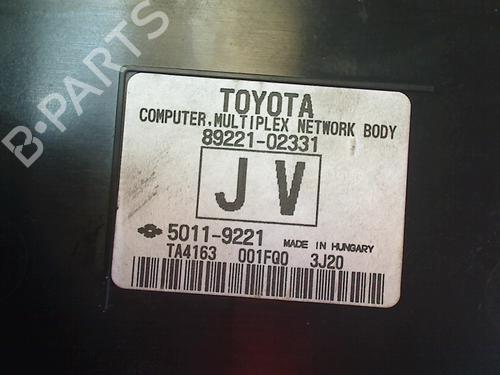 B-PARTS
TOYOTA
COMPUTER,MULTIPLEX NETWORK BODY
89221-02331
JV
5011-9221 MADE IN HUNGARY
TA4163 001FQ0 3J20